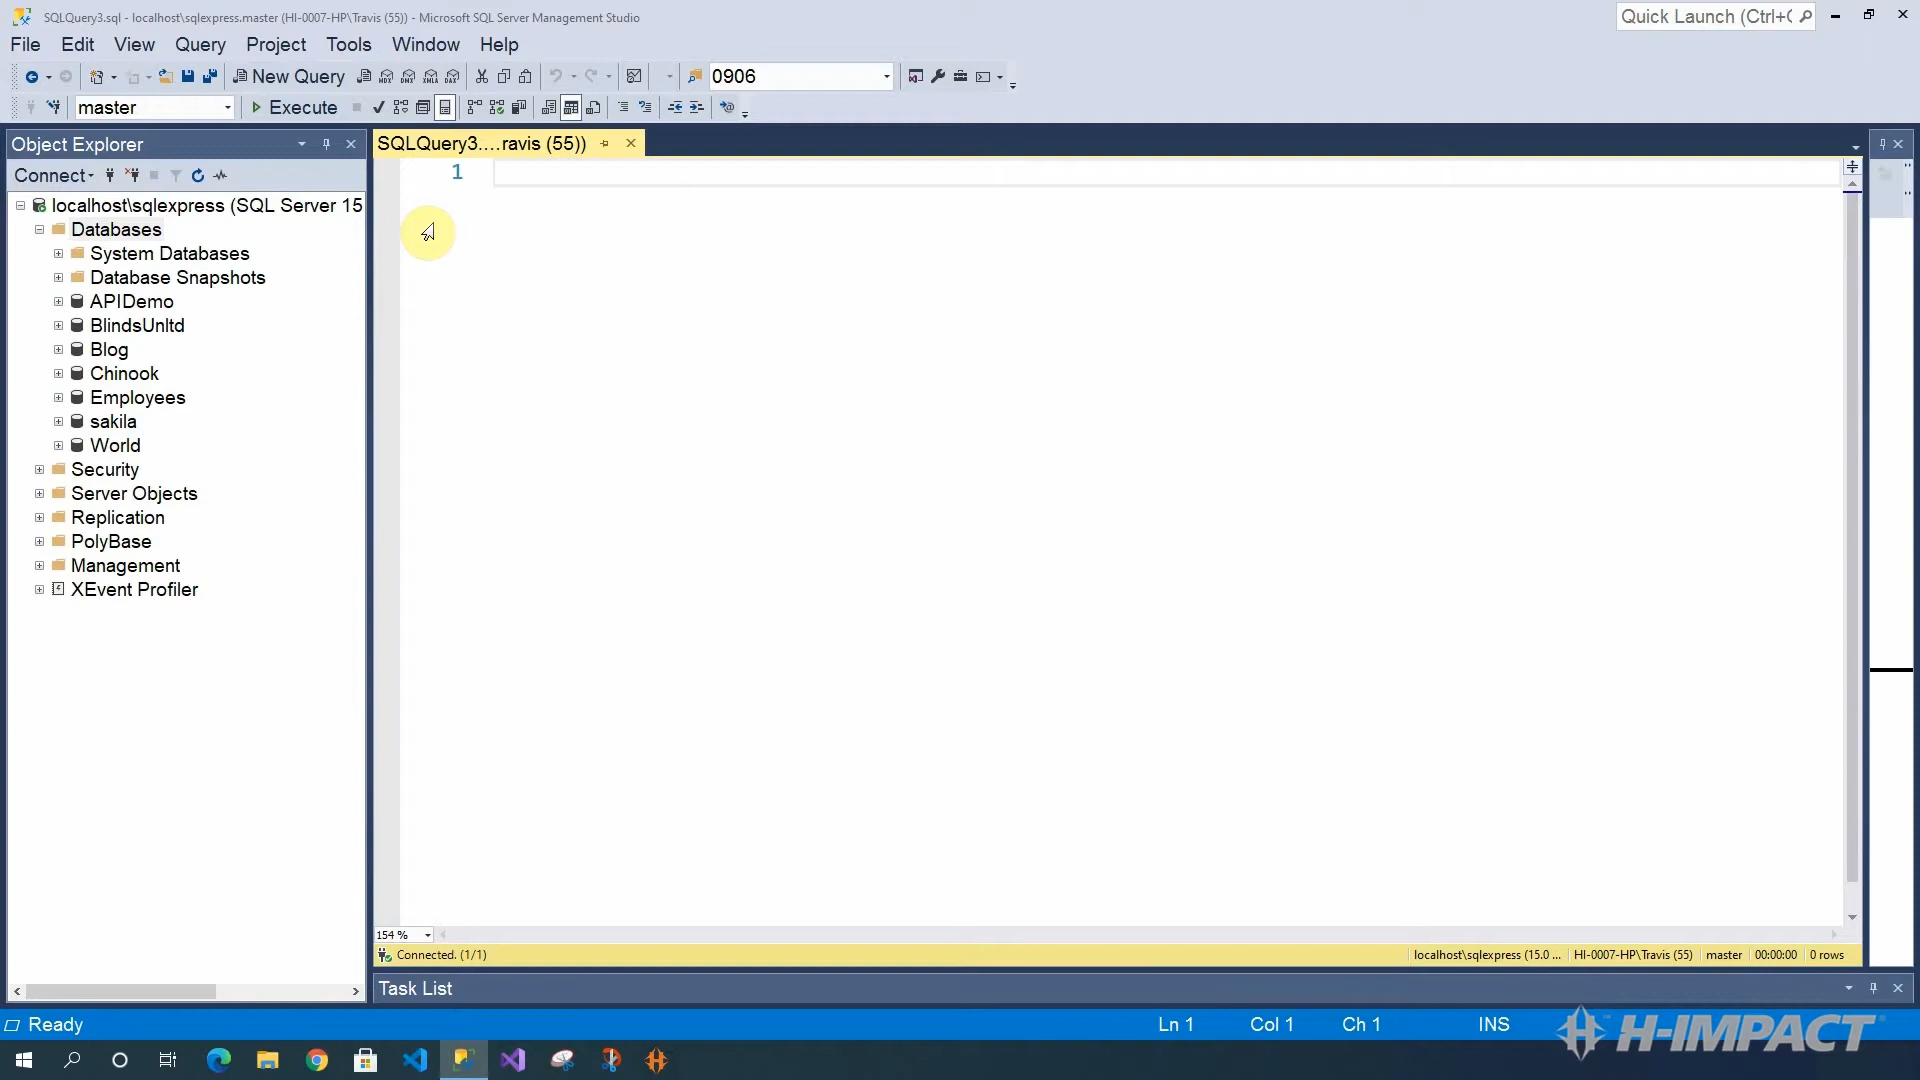 SQLQuery3.sql - localhost\sqlexpress.master (HI-0007-HP\Travis (55)) - Microsoft SQL Server Management Studio
Quick Launch (Ctrl+
File Edit View Query Project Tools Window Help
New Query
0906
master
Execute
Object Explorer
SQLQuery3....ravis (55))
Connect
1
localhost\sqlexpress (SQL Server 15
Databases
System Databases
Database Snapshots
APIDemo
BlindsUnltd
Blog
Chinook
Employees
sakila
World
Security
Server Objects
Replication
PolyBase
Management
XEvent Profiler
154 %
Connected. (1/1)
localhost\sqlexpress (15.0 ...
HI-0007-HP\Travis (55)
master
00:00:00
0 rows
Task List
Ready
Ln 1
Col 1
Ch 1
INS
H-IMPACT